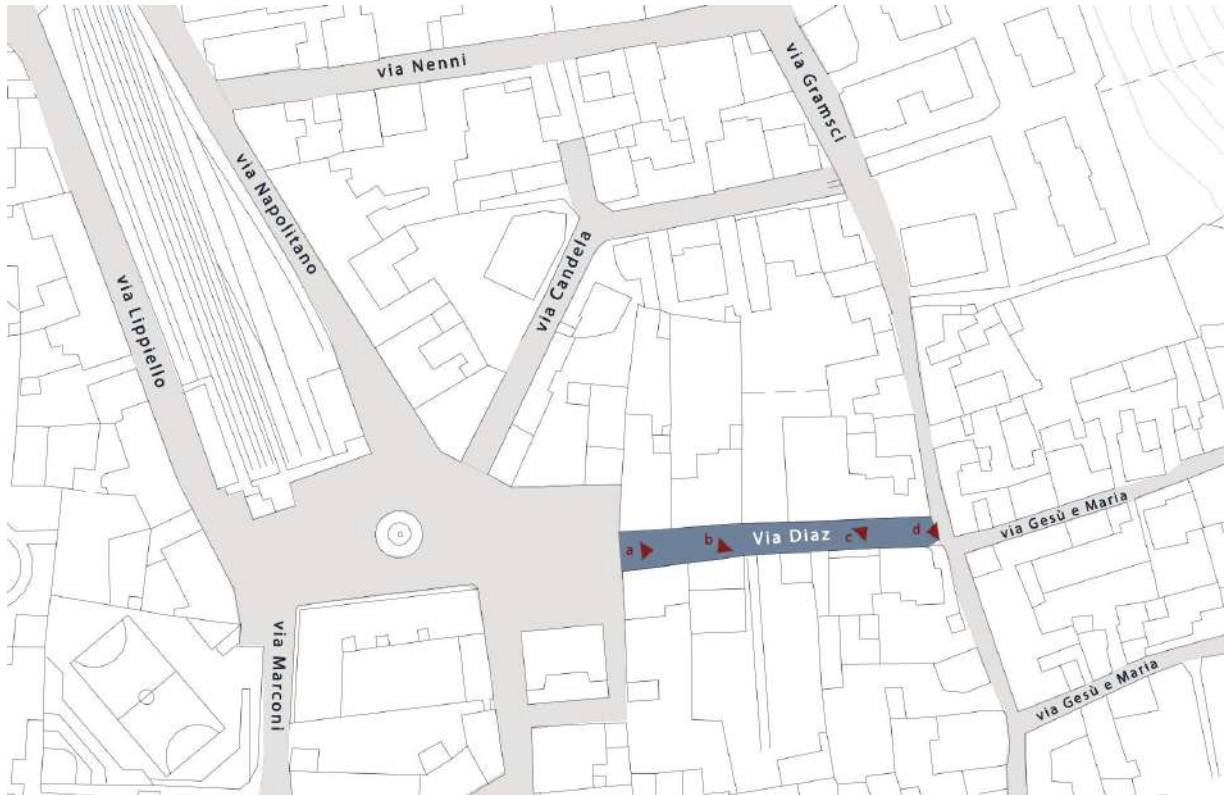 via Nenni
via Gramsci
via Napolitano
via Candela
via Lippiello
via Gesù e Maria
a
b
Via Diaz
c
d
via Marconi
via Gesù e Maria